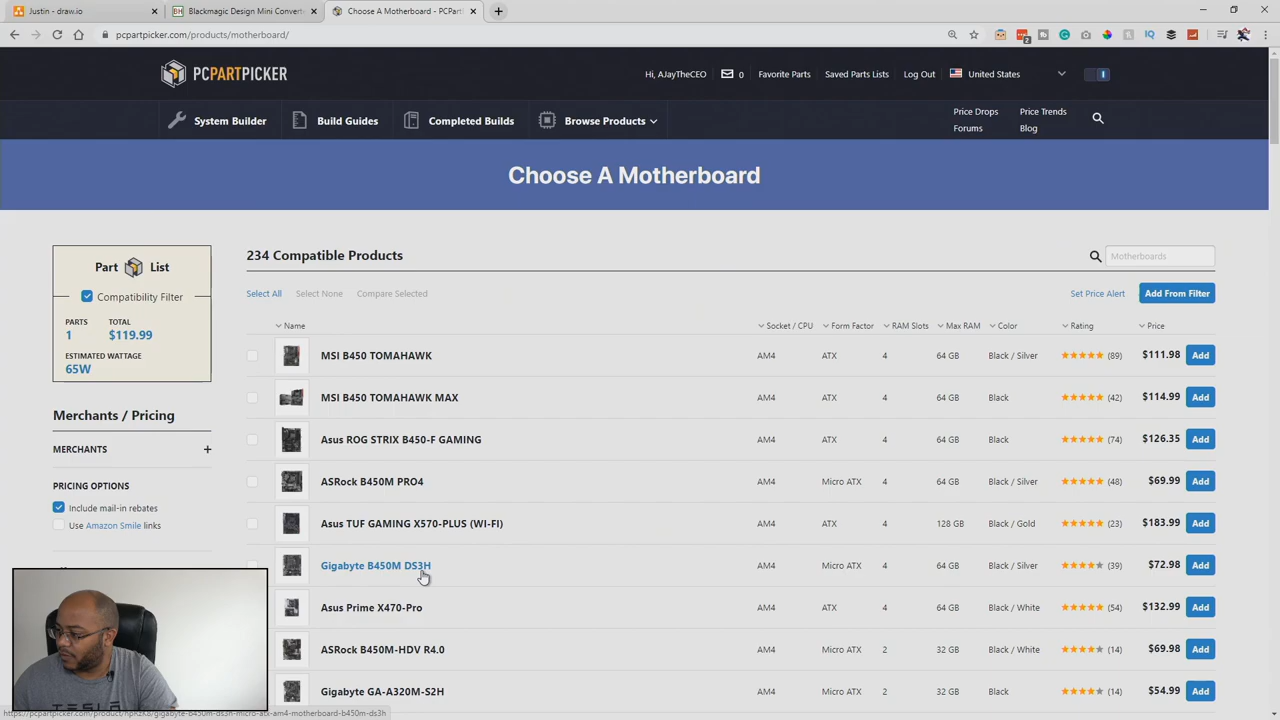 Justin - draw.io
Blackmagic Design Mini Convert
Choose A Motherboard - PCPart
pcpartpicker.com/products/motherboard/
PCPARTPICKER
Hi, AJayTheCEO 0 Favorite Parts Saved Parts Lists Log Out United States
System Builder Build Guides Completed Builds Browse Products
Price Drops Price Trends
Forums Blog
Choose A Motherboard
Part List
Compatibility Filter
PARTS TOTAL
1 $119.99
ESTIMATED WATTAGE
65W
Merchants / Pricing
MERCHANTS +
PRICING OPTIONS
Include mail-in rebates
Use Amazon Smile links
234 Compatible Products
Motherboards
Select All Select None Compare Selected Set Price Alert Add From Filter
Name Socket / CPU Form Factor RAM Slots Max RAM Color Rating Price
MSI B450 TOMAHAWK AM4 ATX 4 64 GB Black / Silver (89) $111.98 Add
MSI B450 TOMAHAWK MAX AM4 ATX 4 64 GB Black (42) $114.99 Add
Asus ROG STRIX B450-F GAMING AM4 ATX 4 64 GB Black (74) $126.35 Add
ASRock B450M PRO4 AM4 Micro ATX 4 64 GB Black / Silver (48) $69.99 Add
Asus TUF GAMING X570-PLUS (WI-FI) AM4 ATX 4 128 GB Black / Gold (23) $183.99 Add
Gigabyte B450M DS3H AM4 Micro ATX 4 64 GB Black / Silver (39) $72.98 Add
Asus Prime X470-Pro AM4 ATX 4 64 GB Black / White (54) $132.99 Add
ASRock B450M-HDV R4.0 AM4 Micro ATX 2 32 GB Black / White (14) $69.98 Add
Gigabyte GA-A320M-S2H AM4 Micro ATX 2 32 GB Black (14) $54.99 Add
TESLA